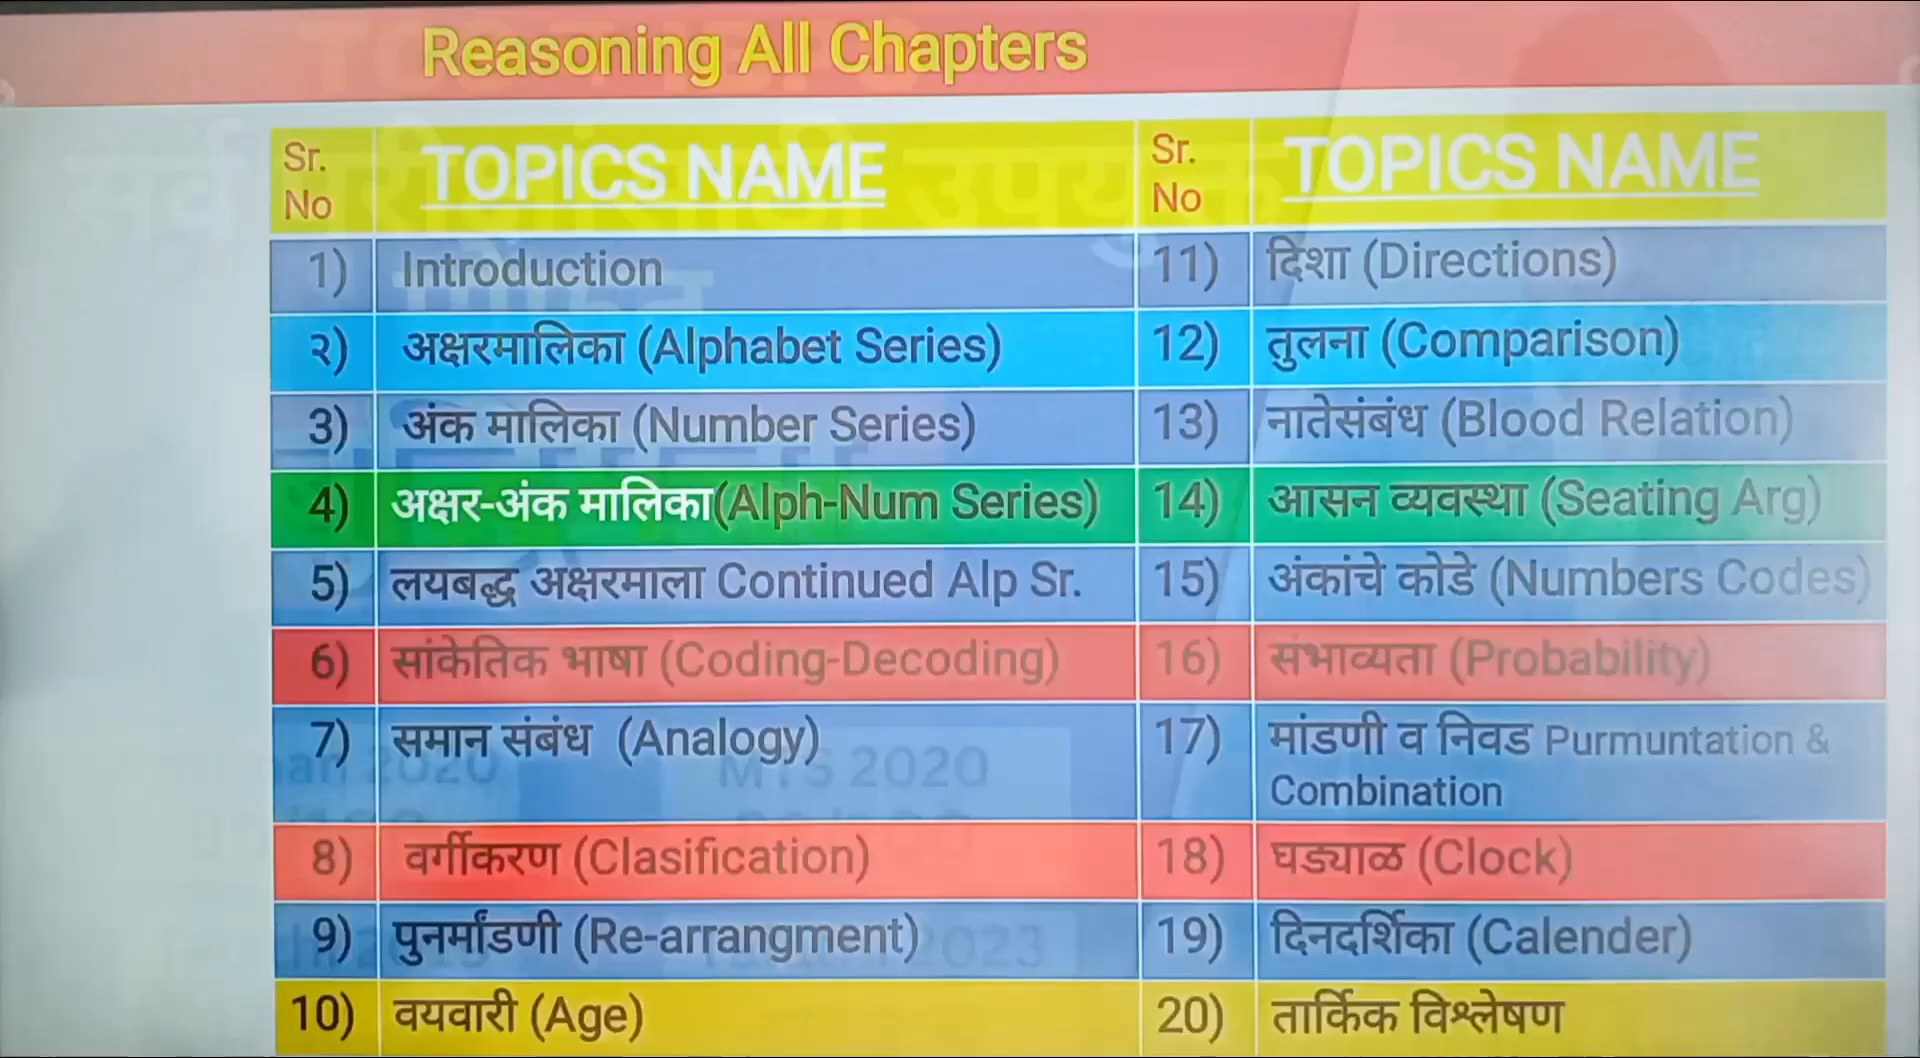 Reasoning All Chapters
Sr. No TOPICS NAME Sr. No TOPICS NAME
1) Introduction 11) दिशा (Directions)
२) अक्षरमालिका (Alphabet Series) 12) तुलना (Comparison)
3) अंक मालिका (Number Series) 13) नातेसंबंध (Blood Relation)
4) अक्षर-अंक मालिका(Alph-Num Series) 14) आसन व्यवस्था (Seating Arg)
5) लयबद्ध अक्षरमाला Continued Alp Sr. 15) अंकांचे कोडे (Numbers Codes)
6) सांकेतिक भाषा (Coding-Decoding) 16) संभाव्यता (Probability)
7) समान संबंध (Analogy) 17) मांडणी व निवड Purmuntation &
Combination
MTS 2020
8) वर्गीकरण (Clasification) 18) घड्याळ (Clock)
9) पुनर्मांडणी (Re-arrangment) 19) दिनदर्शिका (Calender)
10) वयवारी (Age) 20) तार्किक विश्लेषण